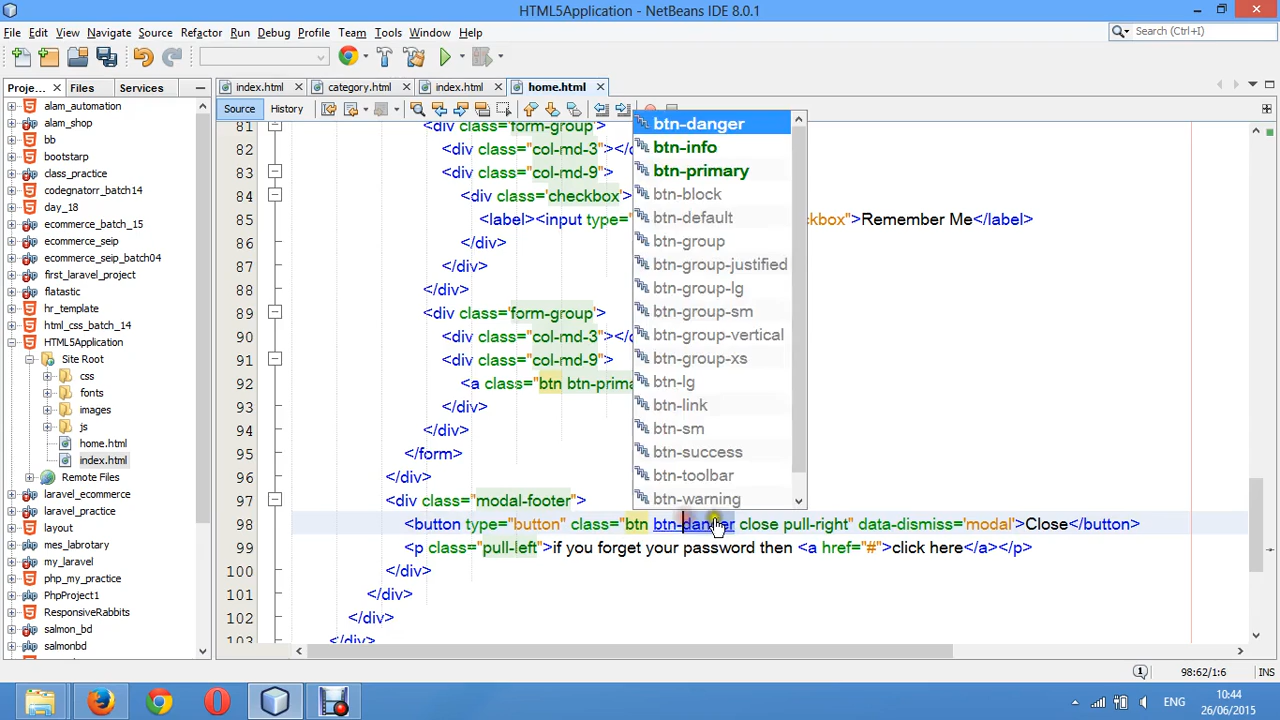 HTML5Application - NetBeans IDE 8.0.1
File Edit View Navigate Source Refactor Run Debug Profile Team Tools Window Help
Search (Ctrl+I)
Proje... Files Services
index.html category.html index.html home.html
Source History
alam_automation
alam_shop
bb
bootstarp
class_practice
codegnatorr_batch14
day_18
ecommerce_batch_15
ecommerce_seip
ecommerce_seip_batch04
first_laravel_project
flatastic
hr_template
html_css_batch_14
HTML5Application
Site Root
css
fonts
images
js
home.html
index.html
Remote Files
laravel_ecommerce
laravel_practice
layout
mes_labrotary
my_laravel
php_my_practice
PhpProject1
ResponsiveRabbits
salmon_bd
salmonbd
81 <div class="form-group">
82 <div class="col-md-3"></
83 <div class="col-md-9">
84 <div class='checkbox'>
85 <label><input type=" ckbox">Remember Me</label>
86 </div>
87 </div>
88 </div>
89 <div class='form-group'>
90 <div class="col-md-3"></
91 <div class="col-md-9">
92 <a class="btn btn-prima
93 </div>
94 </div>
95 </form>
96 </div>
97 <div class="modal-footer">
98 <button type="button" class="btn btn-danger close pull-right" data-dismiss='modal'>Close</button>
99 <p class="pull-left">if you forget your password then <a href="#">click here</a></p>
100 </div>
101 </div>
102 </div>
103 </div>
btn-danger
btn-info
btn-primary
btn-block
btn-default
btn-group
btn-group-justified
btn-group-lg
btn-group-sm
btn-group-vertical
btn-group-xs
btn-lg
btn-link
btn-sm
btn-success
btn-toolbar
btn-warning
1 98:62/1:6 INS
ENG
10:44
26/06/2015